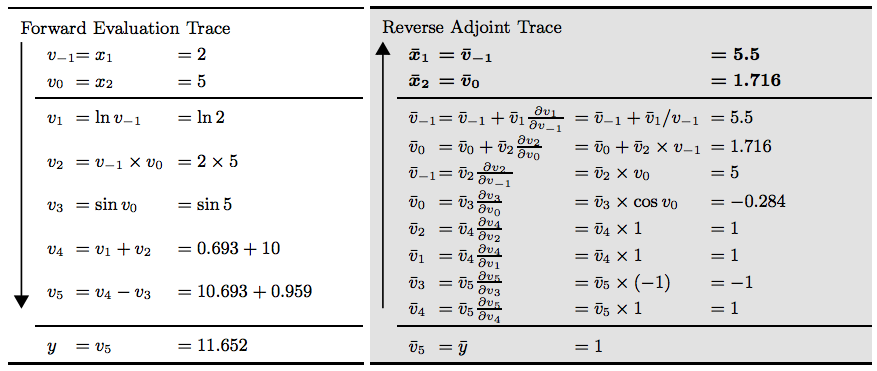 Forward Evaluation Trace
v₋₁ = x₁ = 2
v₀ = x₂ = 5
v₁ = ln v₋₁ = ln 2
v₂ = v₋₁ × v₀ = 2 × 5
v₃ = sin v₀ = sin 5
v₄ = v₁ + v₂ = 0.693 + 10
v₅ = v₄ − v₃ = 10.693 + 0.959
y = v₅ = 11.652
Reverse Adjoint Trace
x̄₁ = v̄₋₁ = 5.5
x̄₂ = v̄₀ = 1.716
v̄₋₁ = v̄₋₁ + v̄₁ ∂v₁/∂v₋₁ = v̄₋₁ + v̄₁/v₋₁ = 5.5
v̄₀ = v̄₀ + v̄₂ ∂v₂/∂v₀ = v̄₀ + v̄₂ × v₋₁ = 1.716
v̄₋₁ = v̄₂ ∂v₂/∂v₋₁ = v̄₂ × v₀ = 5
v̄₀ = v̄₃ ∂v₃/∂v₀ = v̄₃ × cos v₀ = −0.284
v̄₂ = v̄₄ ∂v₄/∂v₂ = v̄₄ × 1 = 1
v̄₁ = v̄₄ ∂v₄/∂v₁ = v̄₄ × 1 = 1
v̄₃ = v̄₅ ∂v₅/∂v₃ = v̄₅ × (−1) = −1
v̄₄ = v̄₅ ∂v₅/∂v₄ = v̄₅ × 1 = 1
v̄₅ = ȳ = 1